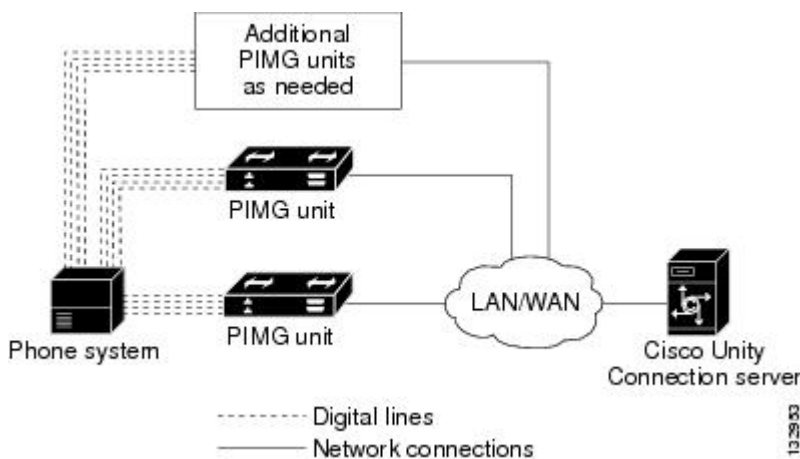 Additional
PIMG units
as needed
PIMG unit
PIMG unit
LAN/WAN
Phone system
Cisco Unity
Connection server
Digital lines
Network connections
132953